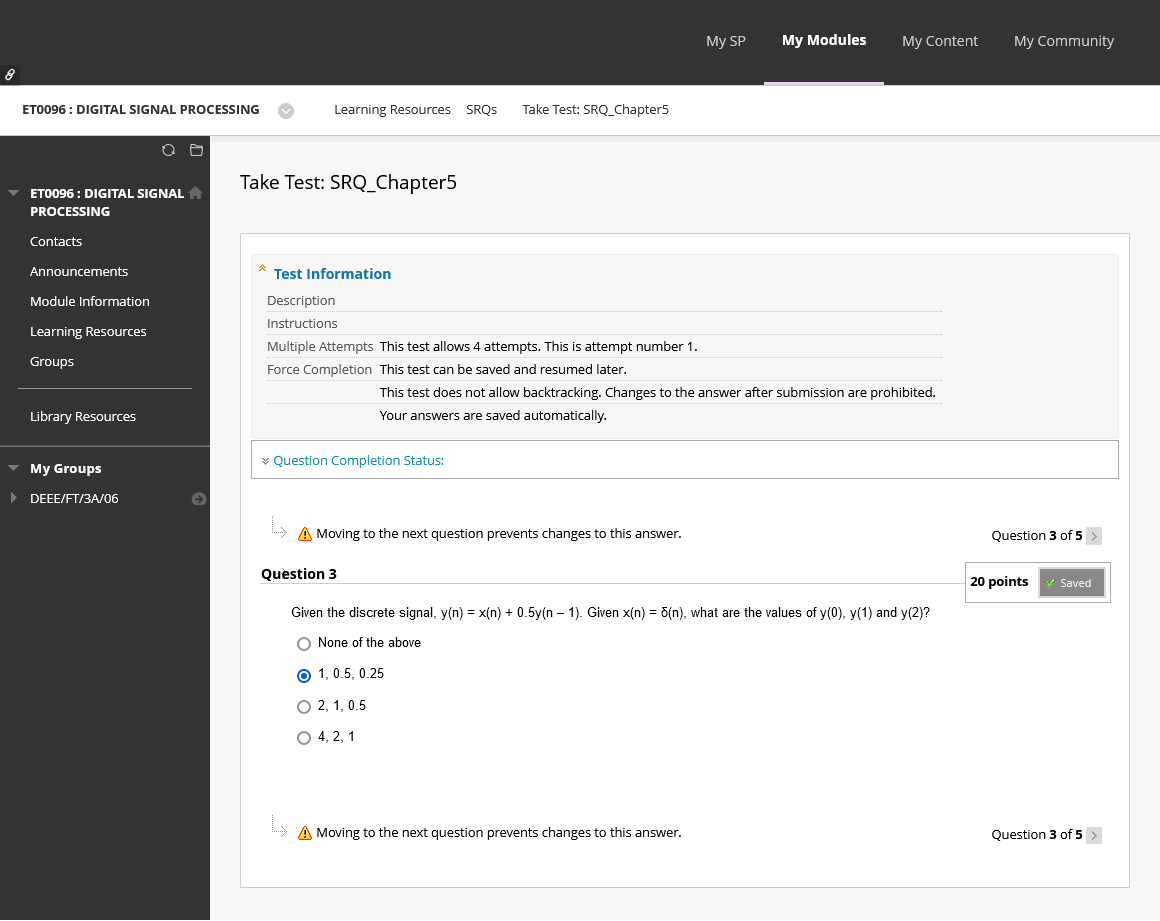 My SP
My Modules
My Content
My Community
ET0096 : DIGITAL SIGNAL PROCESSING
Learning Resources
SRQs
Take Test: SRQ_Chapter5
ET0096 : DIGITAL SIGNAL
PROCESSING
Contacts
Announcements
Module Information
Learning Resources
Groups
Library Resources
My Groups
DEEE/FT/3A/06
Take Test: SRQ_Chapter5
Test Information
Description
Instructions
Multiple Attempts This test allows 4 attempts. This is attempt number 1.
Force Completion This test can be saved and resumed later.
This test does not allow backtracking. Changes to the answer after submission are prohibited.
Your answers are saved automatically.
Question Completion Status:
Moving to the next question prevents changes to this answer.
Question 3 of 5
Question 3
20 points
Saved
Given the discrete signal, y(n) = x(n) + 0.5y(n – 1). Given x(n) = δ(n), what are the values of y(0), y(1) and y(2)?
None of the above
1, 0.5, 0.25
2, 1, 0.5
4, 2, 1
Moving to the next question prevents changes to this answer.
Question 3 of 5